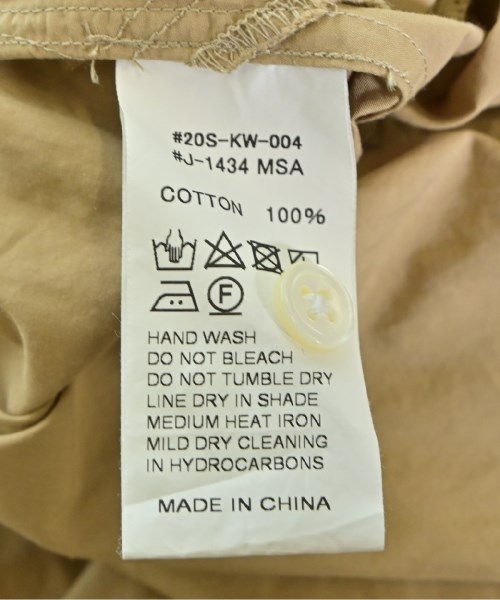 #20S-KW-004
#J-1434 MSA
COTTON 100%
F
HAND WASH
DO NOT BLEACH
DO NOT TUMBLE DRY
LINE DRY IN SHADE
MEDIUM HEAT IRON
MILD DRY CLEANING
IN HYDROCARBONS
MADE IN CHINA